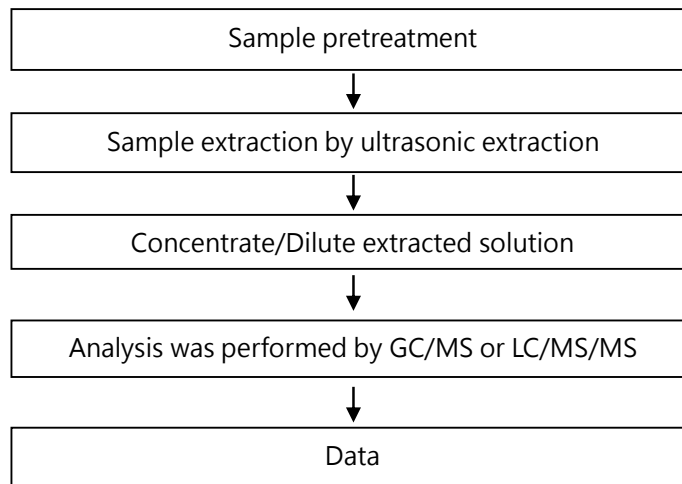 Sample pretreatment
Sample extraction by ultrasonic extraction
Concentrate/Dilute extracted solution
Analysis was performed by GC/MS or LC/MS/MS
Data